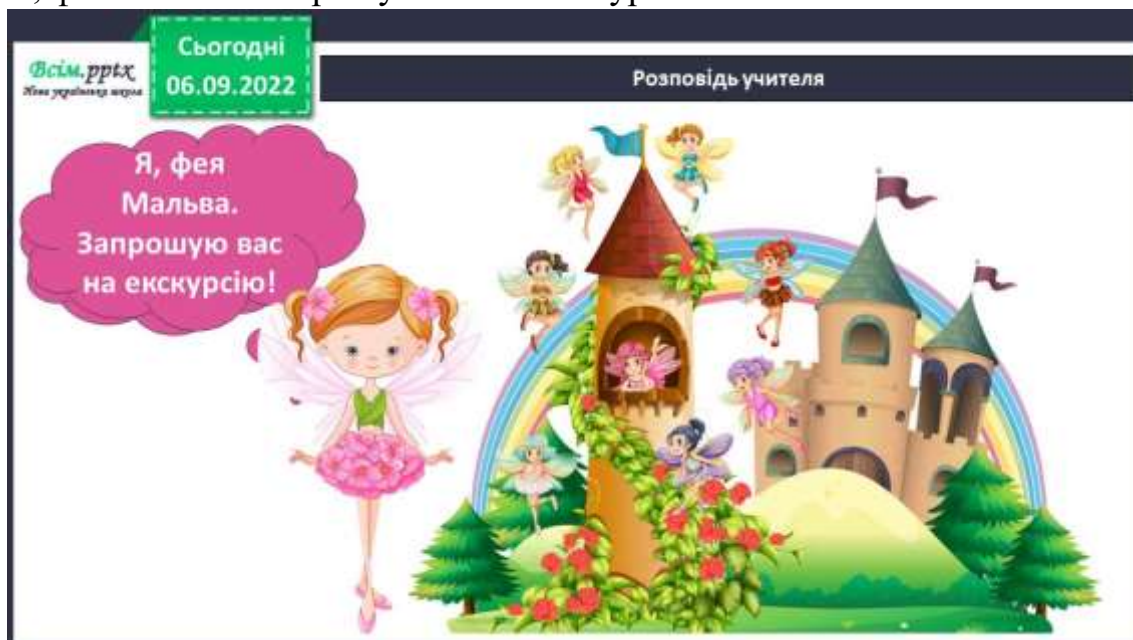 Сьогодні
06.09.2022
Всім.pptx
Нова українська школа
Розповідь учителя
Я, фея
Мальва.
Запрошую вас
на екскурсію!